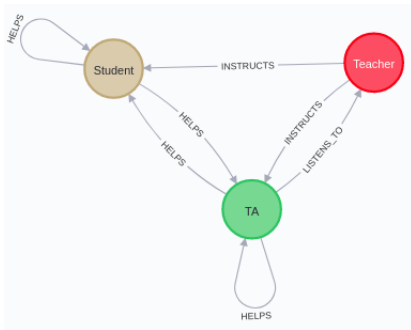 HELPS
Student
INSTRUCTS
Teacher
HELPS
HELPS
INSTRUCTS
LISTENS_TO
TA
HELPS